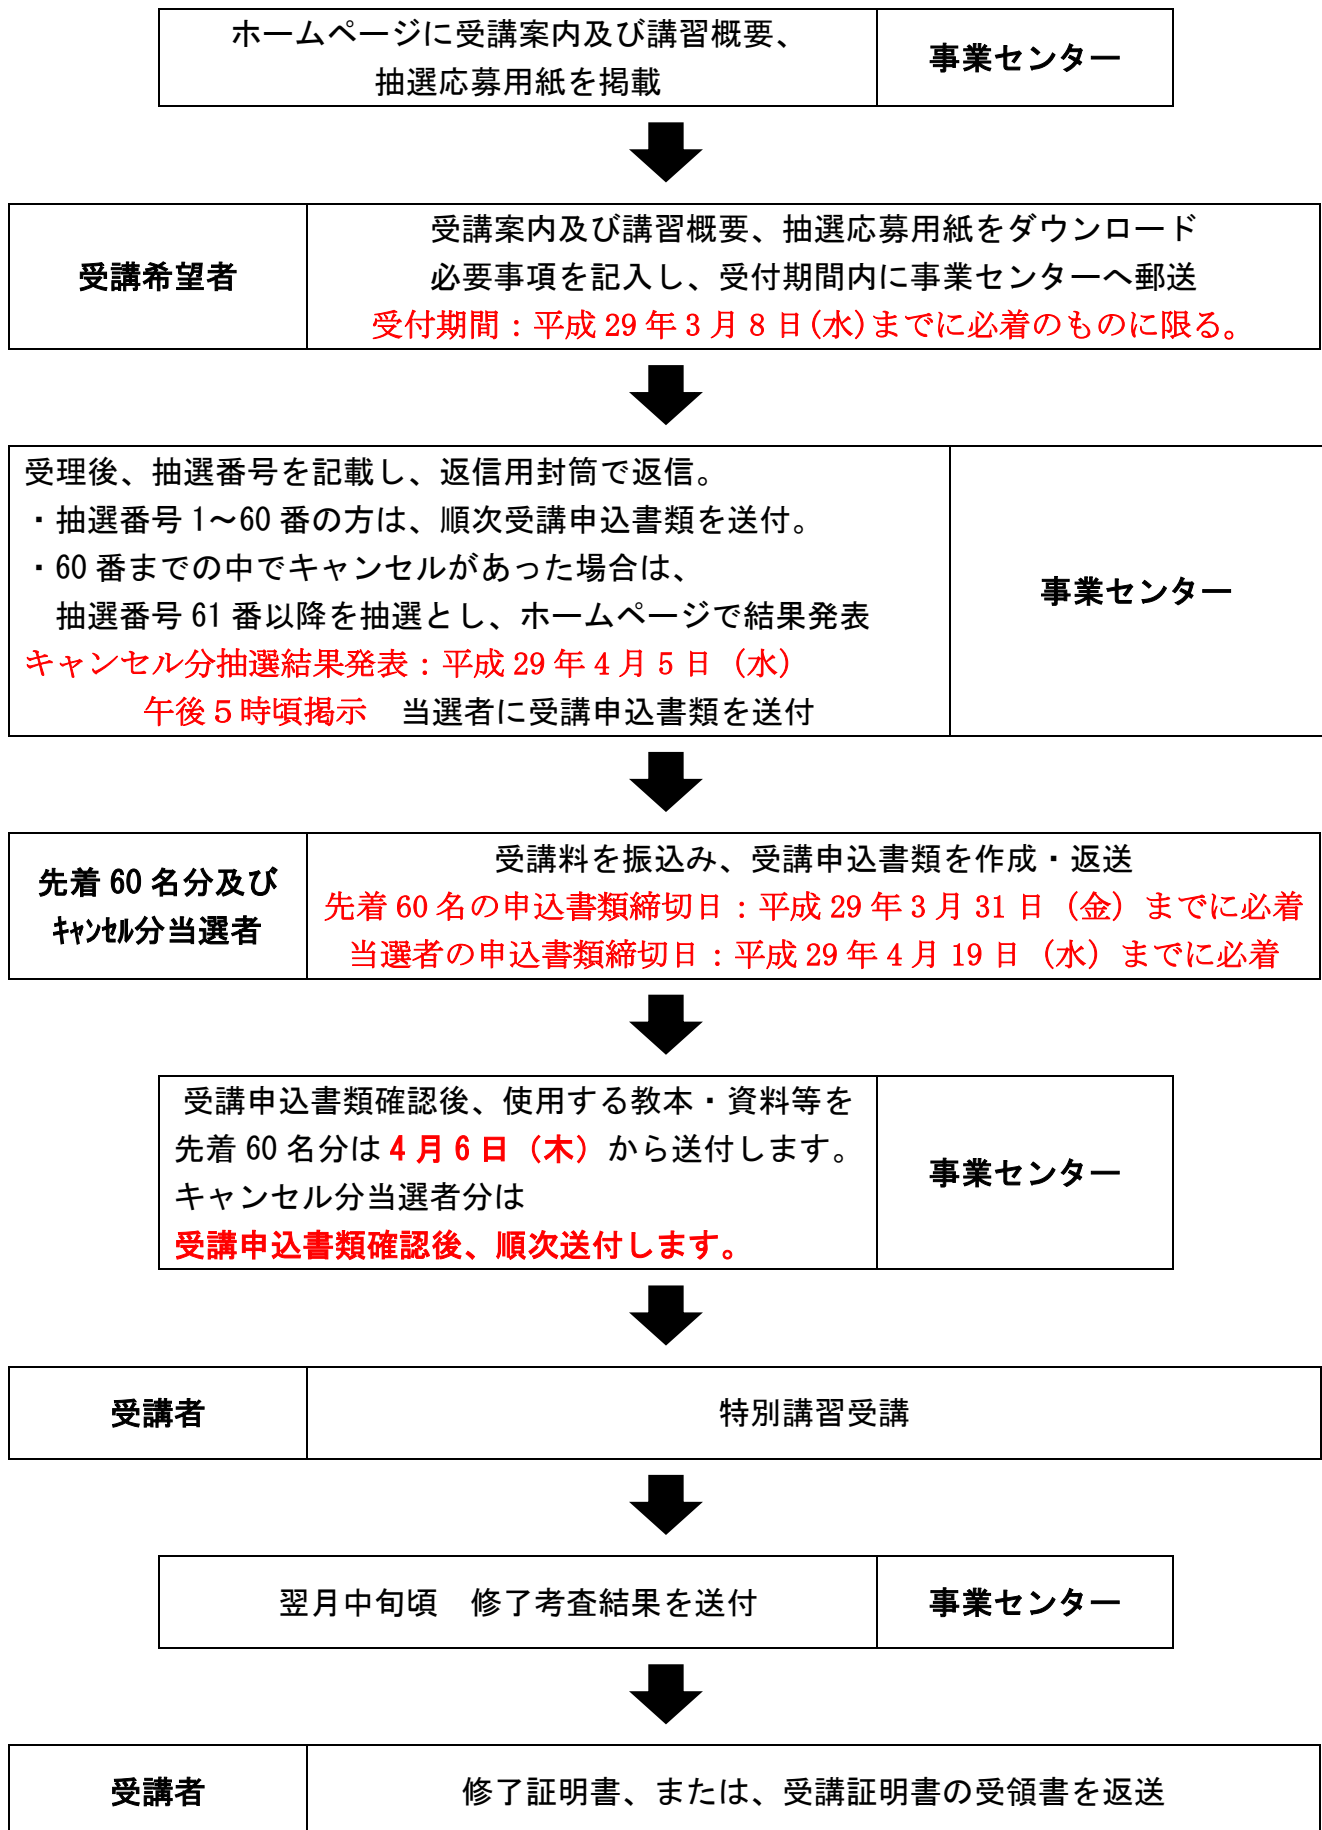 ホームページに受講案内及び講習概要、
抽選応募用紙を掲載
事業センター
受講希望者
受講案内及び講習概要、抽選応募用紙をダウンロード
必要事項を記入し、受付期間内に事業センターへ郵送
受付期間：平成29年3月8日(水)までに必着のものに限る。
受理後、抽選番号を記載し、返信用封筒で返信。
・抽選番号1～60番の方は、順次受講申込書類を送付。
・60番までの中でキャンセルがあった場合は、
抽選番号61番以降を抽選とし、ホームページで結果発表
キャンセル分抽選結果発表：平成29年4月5日（水）
午後５時頃掲示　当選者に受講申込書類を送付
事業センター
先着60名分及び
ｷｬﾝｾﾙ分当選者
受講料を振込み、受講申込書類を作成・返送
先着60名の申込書類締切日：平成29年3月31日（金）までに必着
当選者の申込書類締切日：平成29年4月19日（水）までに必着
受講申込書類確認後、使用する教本・資料等を
先着60名分は4月6日（木）から送付します。
キャンセル分当選者分は
受講申込書類確認後、順次送付します。
事業センター
受講者
特別講習受講
翌月中旬頃　修了考査結果を送付
事業センター
受講者
修了証明書、または、受講証明書の受領書を返送